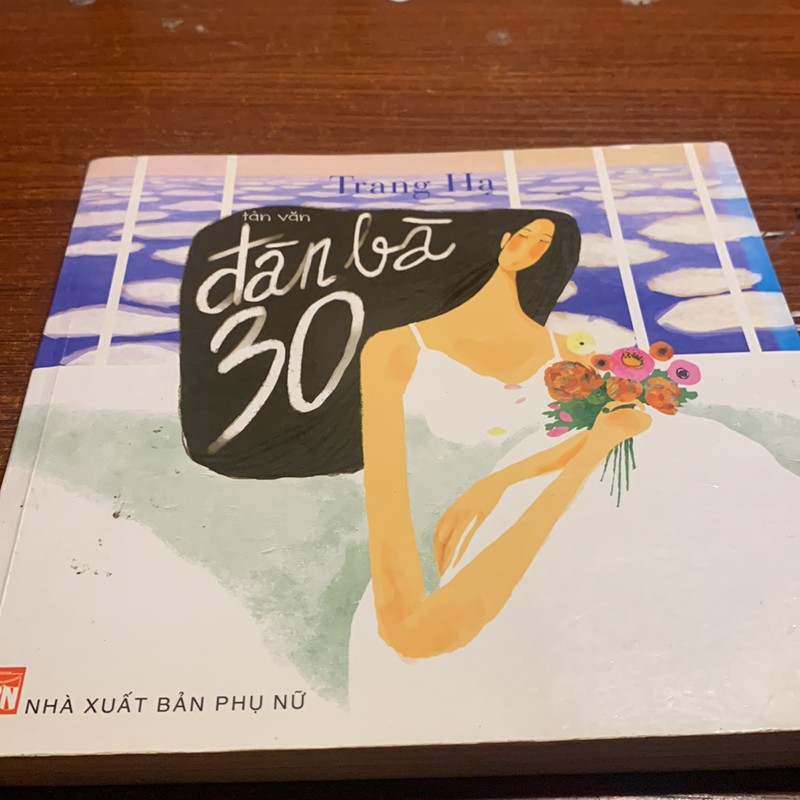 Trang Hạ
tản văn
đàn bà
30
NHÀ XUẤT BẢN PHỤ NỮ